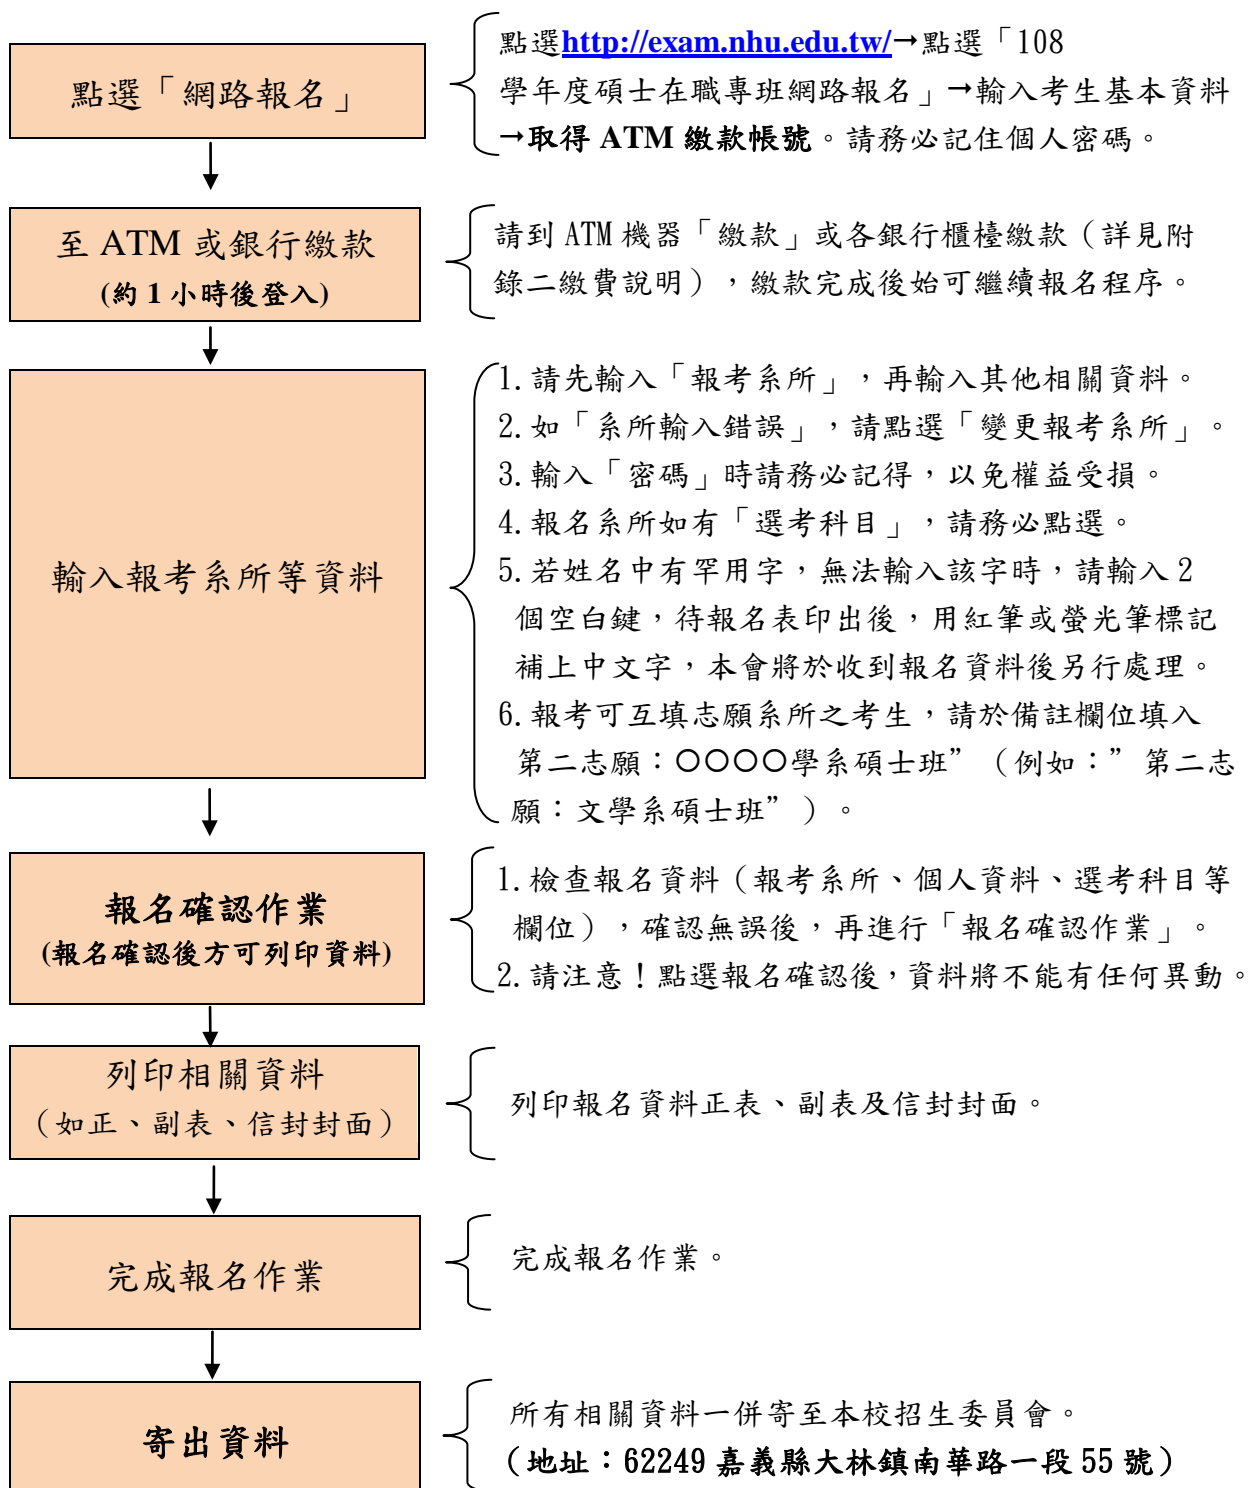 點選「網路報名」
點選http://exam.nhu.edu.tw/→點選「108
學年度碩士在職專班網路報名」→輸入考生基本資料
→取得 ATM 繳款帳號。請務必記住個人密碼。
至 ATM 或銀行繳款
(約 1 小時後登入)
請到 ATM 機器「繳款」或各銀行櫃檯繳款（詳見附
錄二繳費說明），繳款完成後始可繼續報名程序。
輸入報考系所等資料
1.請先輸入「報考系所」，再輸入其他相關資料。
2.如「系所輸入錯誤」，請點選「變更報考系所」。
3.輸入「密碼」時請務必記得，以免權益受損。
4.報名系所如有「選考科目」，請務必點選。
5.若姓名中有罕用字，無法輸入該字時，請輸入 2
個空白鍵，待報名表印出後，用紅筆或螢光筆標記
補上中文字，本會將於收到報名資料後另行處理。
6.報考可互填志願系所之考生，請於備註欄位填入
第二志願：○○○○學系碩士班”（例如：”第二志
願：文學系碩士班”）。
報名確認作業
(報名確認後方可列印資料)
1.檢查報名資料（報考系所、個人資料、選考科目等
欄位），確認無誤後，再進行「報名確認作業」。
2.請注意！點選報名確認後，資料將不能有任何異動。
列印相關資料
（如正、副表、信封封面）
列印報名資料正表、副表及信封封面。
完成報名作業
完成報名作業。
寄出資料
所有相關資料一併寄至本校招生委員會。
（地址：62249 嘉義縣大林鎮南華路一段 55 號）